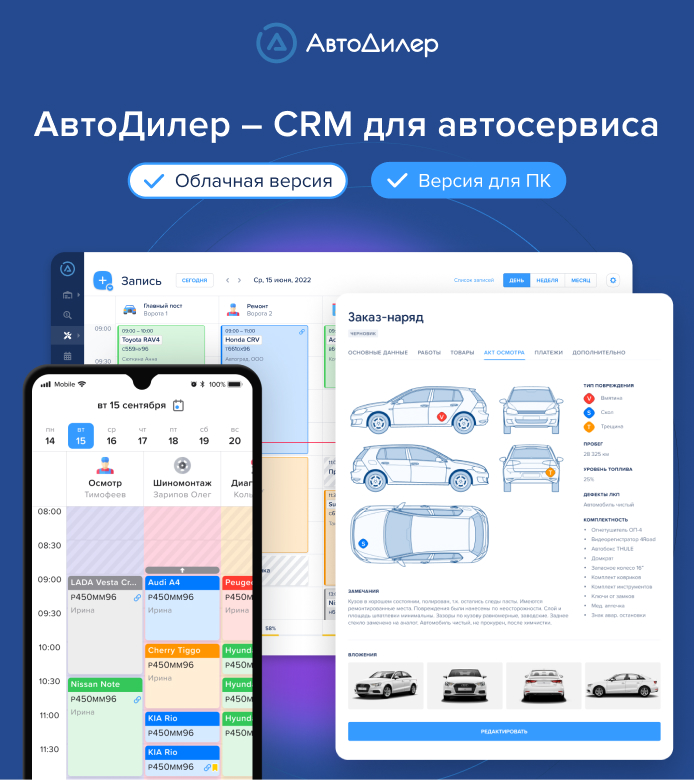 АвтоДилер
АвтоДилер – CRM для автосервиса
Облачная версия
Версия для ПК
Запись
СЕГОДНЯ
Ср, 15 июня, 2022
Список записей
ДЕНЬ
НЕДЕЛЯ
МЕСЯЦ
Главный пост
Ворота 1
Ремонт
Ворота 2
09:00
09:30
09:00 – 10:00
Toyota RAV4
с559но96
Сюткина Анна
09:00 – 11:00
Honda CRV
Автоград, ООО
58%
Заказ-наряд
ЧЕРНОВИК
ОСНОВНЫЕ ДАННЫЕ
РАБОТЫ
ТОВАРЫ
АКТ ОСМОТРА
ПЛАТЕЖИ
ДОПОЛНИТЕЛЬНО
V
T
S
ТИП ПОВРЕЖДЕНИЯ
V Вмятина
S Скол
T Трещина
ПРОБЕГ
28 325 км
УРОВЕНЬ ТОПЛИВА
25%
ДЕФЕКТЫ ЛКП
Автомобиль чистый
КОМПЛЕКТНОСТЬ
Огнетушитель ОП-4
Видеорегистратор 4Road
Автобокс THULE
Домкрат
Запасное колесо 16"
Комплект ковриков
Комплект инструментов
Ключи от замков
Мед. аптечка
Знак авар. остановки
ЗАМЕЧАНИЯ
Кузов в хорошем состоянии, полирован, т.к. остались следы пасты. Имеются
ремонтированные места. Повреждения были нанесены по неосторожности. Слой и
площадь шпатлевки минимальны. Зазоры по кузову равномерные, заводские. Заднее
стекло заменено на аналог. Автомобиль чистый, не прокурен, после химчистки.
ВЛОЖЕНИЯ
РЕДАКТИРОВАТЬ
Mobile
100%
вт 15 сентября
пн
вт
ср
чт
пт
сб
вс
14
15
16
17
18
19
20
Осмотр
Тимофеев
Шиномонтаж
Зарипов Олег
Диаг
Коль
08:00
08:30
09:00
09:30
10:00
10:30
11:00
11:30
LADA Vesta Cr...
Р450мм96
Ирина
Nissan Note
Р450мм96
Ирина
Audi A4
Р450мм96
Ирина
Cherry Tiggo
Р450мм96
Ирина
KIA Rio
Р450мм96
KIA Rio
Р450мм96
Peuge
Р450м
Ирина
Hyund
Р450м
Hyund
Р450м
Hyund
Р450м